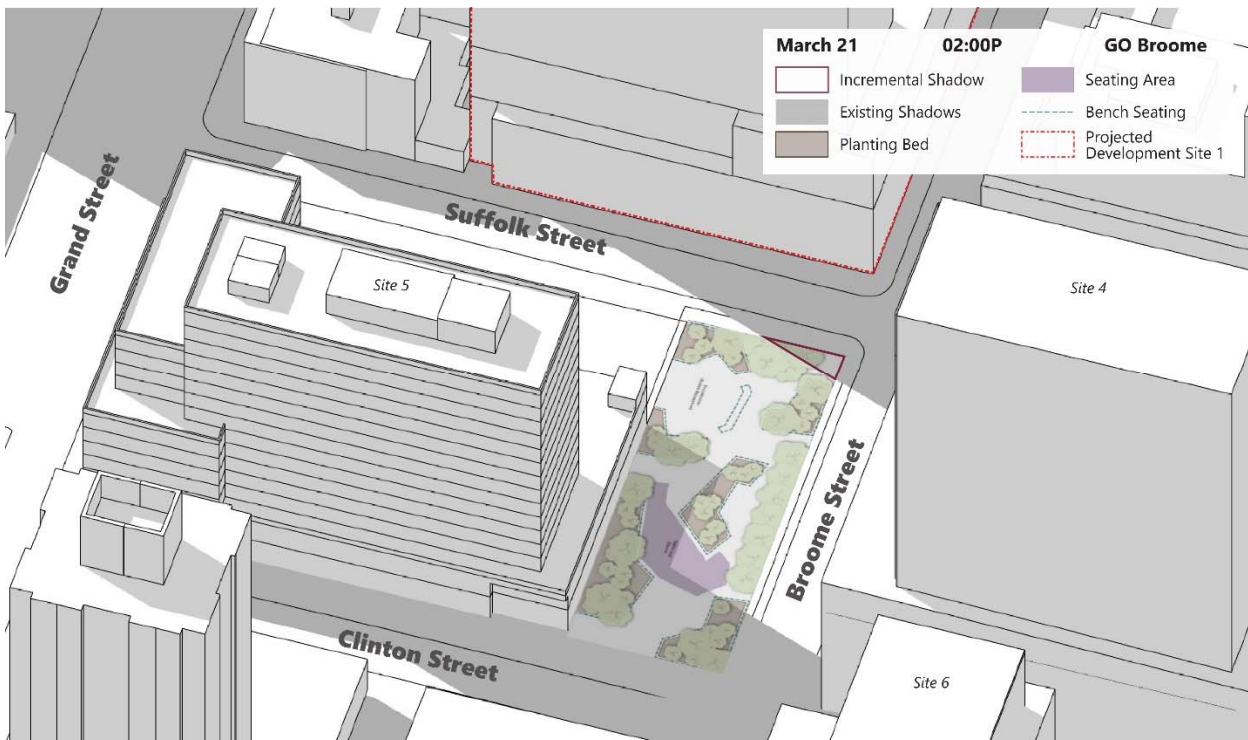 March 21 02:00P GO Broome
Incremental Shadow
Existing Shadows
Planting Bed
Seating Area
Bench Seating
Projected
Development Site 1
Grand Street
Suffolk Street
Site 5
Site 4
Broome Street
Clinton Street
Site 6